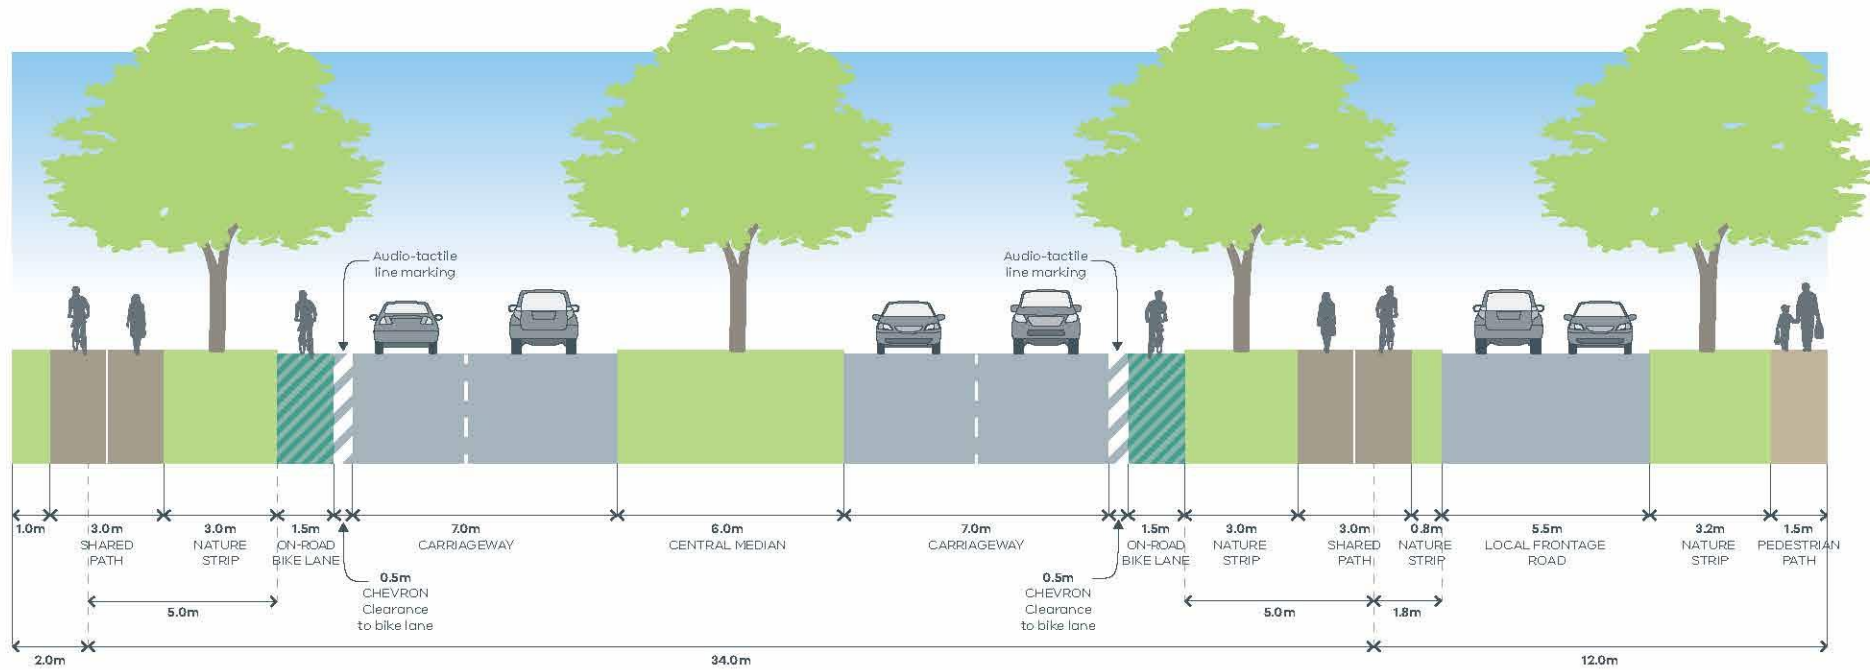 Audio-tactile
line marking
Audio-tactile
line marking
1.0m
3.0m
SHARED
PATH
3.0m
NATURE
STRIP
1.5m
ON-ROAD
BIKE LANE
7.0m
CARRIAGEWAY
6.0m
CENTRAL MEDIAN
7.0m
CARRIAGEWAY
1.5m
ON-ROAD
BIKE LANE
3.0m
NATURE
STRIP
3.0m
SHARED
PATH
0.8m
NATURE
STRIP
5.5m
LOCAL FRONTAGE
ROAD
3.2m
NATURE
STRIP
1.5m
PEDESTRIAN
PATH
0.5m
CHEVRON
Clearance
to bike lane
0.5m
CHEVRON
Clearance
to bike lane
5.0m
5.0m
1.8m
2.0m
34.0m
12.0m